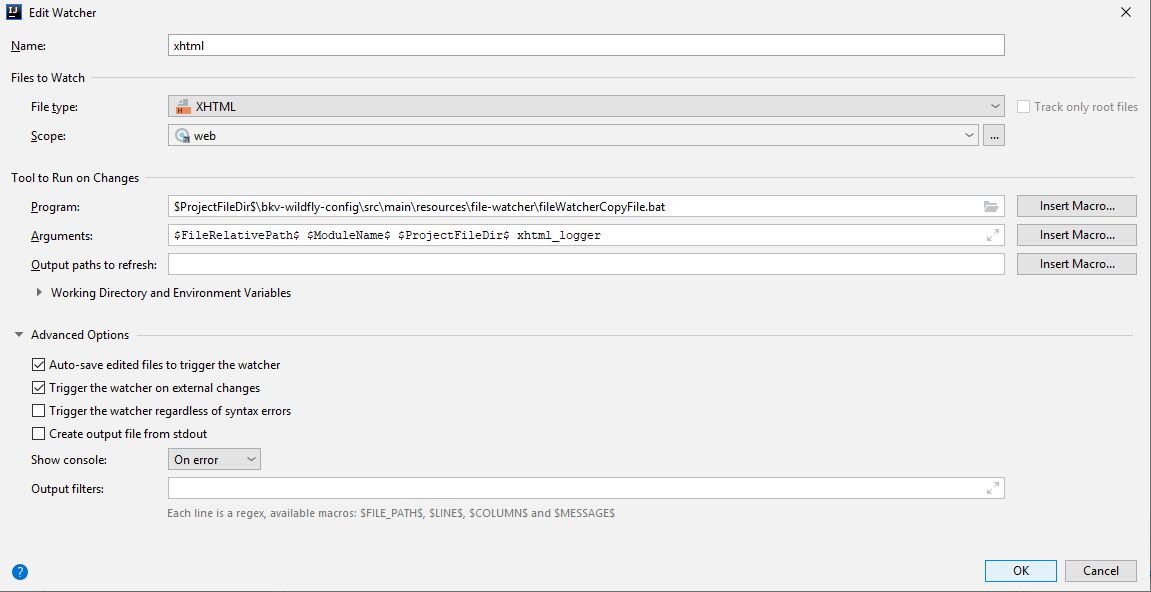 IJ Edit Watcher
Name: xhtml
Files to Watch
File type: H XHTML Track only root files
Scope: web ...
Tool to Run on Changes
Program: $ProjectFileDir$\bkv-wildfly-config\src\main\resources\file-watcher\fileWatcherCopyFile.bat Insert Macro...
Arguments: $FileRelativePath$ $ModuleName$ $ProjectFileDir$ xhtml_logger Insert Macro...
Output paths to refresh: Insert Macro...
Working Directory and Environment Variables
Advanced Options
Auto-save edited files to trigger the watcher
Trigger the watcher on external changes
Trigger the watcher regardless of syntax errors
Create output file from stdout
Show console: On error
Output filters:
Each line is a regex, available macros: $FILE_PATH$, $LINE$, $COLUMN$ and $MESSAGE$
? OK Cancel